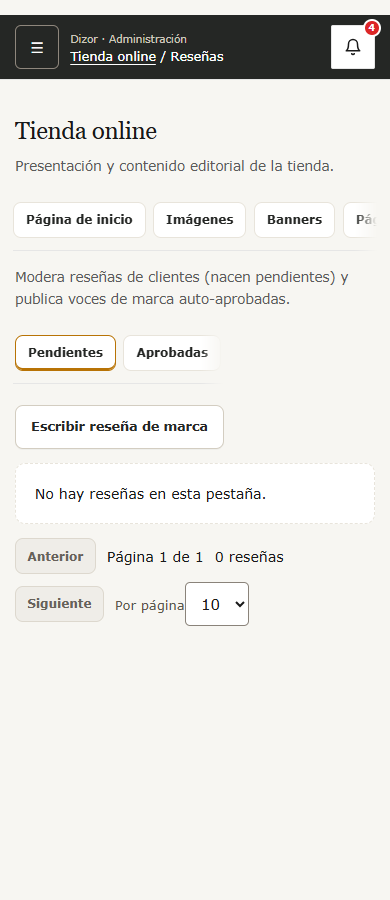 ☰
Dizor · Administración
Tienda online / Reseñas
4
Tienda online
Presentación y contenido editorial de la tienda.
Página de inicio
Imágenes
Banners
Modera reseñas de clientes (nacen pendientes) y
publica voces de marca auto-aprobadas.
Pendientes
Aprobadas
Escribir reseña de marca
No hay reseñas en esta pestaña.
Anterior
Página 1 de 1
0 reseñas
Siguiente
Por página
10